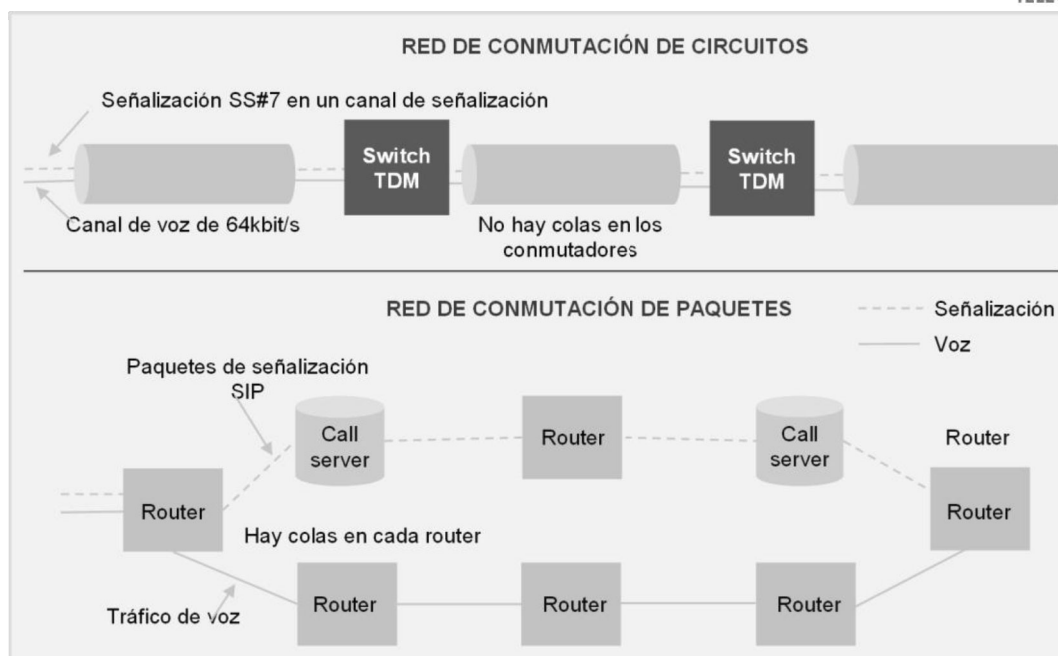 RED DE CONMUTACIÓN DE CIRCUITOS
Señalización SS#7 en un canal de señalización
Switch
TDM
Switch
TDM
Canal de voz de 64kbit/s
No hay colas en los
conmutadores
RED DE CONMUTACIÓN DE PAQUETES
Señalización
Voz
Paquetes de señalización
SIP
Call
server
Router
Call
server
Router
Router
Router
Hay colas en cada router
Tráfico de voz
Router
Router
Router